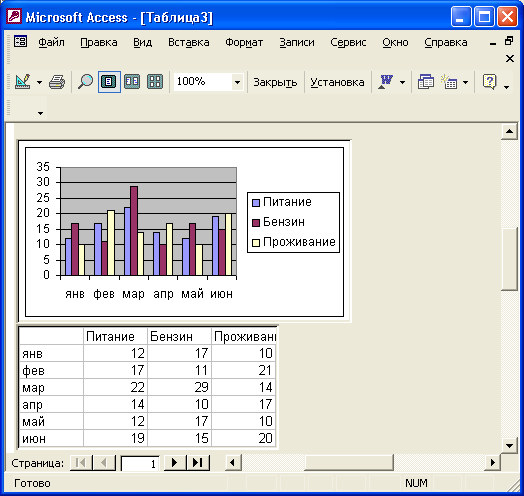 Microsoft Access - [Таблица3]
Файл Правка Вид Вставка Формат Записи Сервис Окно Справка
100% Закрыть Установка
35
30
25
20
15
10
5
0
янв фев мар апр май июн
Питание
Бензин
Проживание
Питание Бензин Проживани
янв 12 17 10
фев 17 11 21
мар 22 29 14
апр 14 10 17
май 12 17 10
июн 19 15 20
Страница: 1
Готово NUM